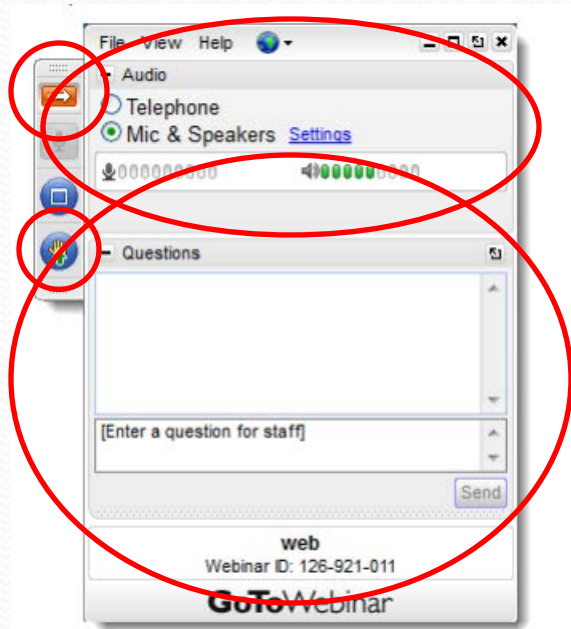 File View Help
Audio
Telephone
Mic & Speakers Settings
Questions
[Enter a question for staff]
Send
web
Webinar ID: 126-921-011
GoToWebinar